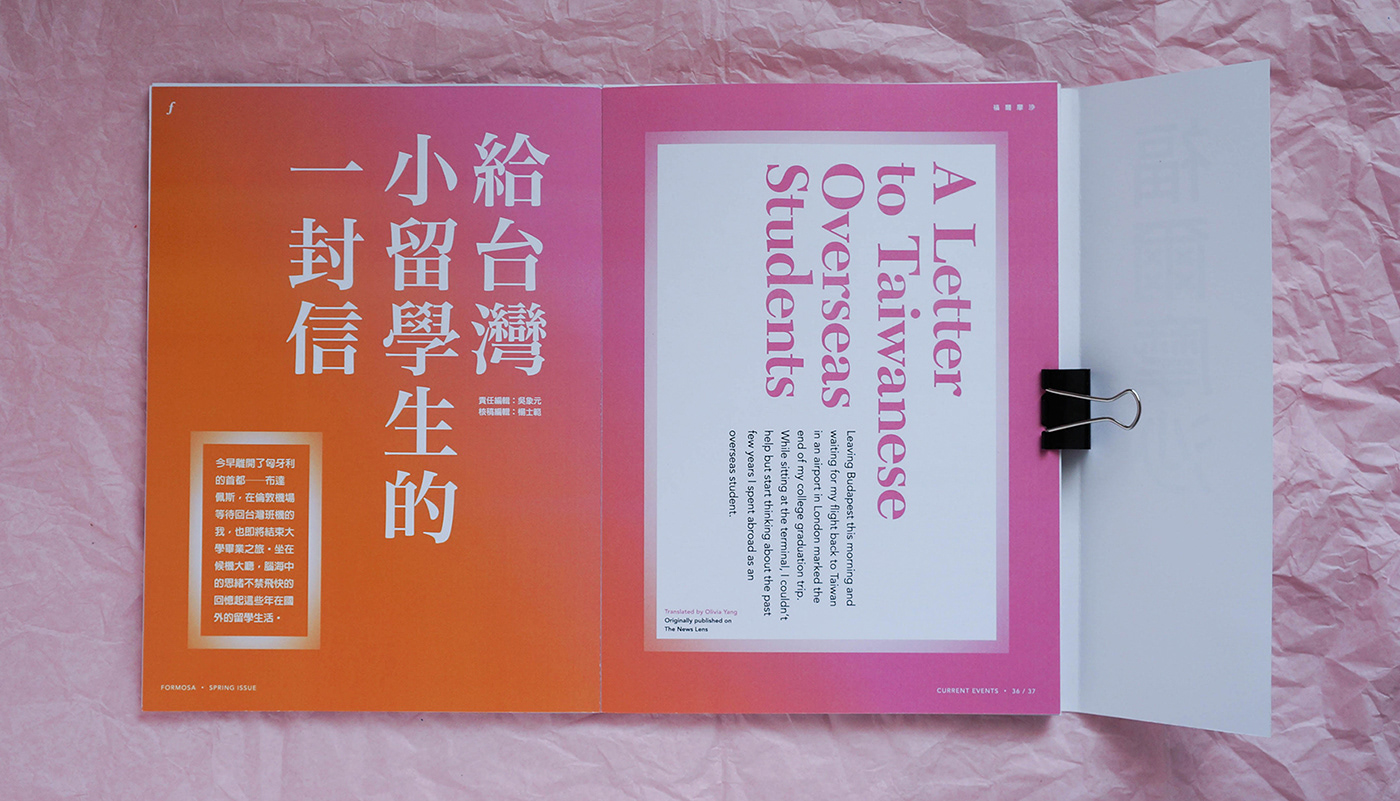 f
給台灣
小留學生的
一封信
責任編輯：吳象元
核稿編輯：楊士範
今早離開了匈牙利
的首都──布達
佩斯，在倫敦機場
等待回台灣班機的
我，也即將結束大
學畢業之旅。坐在
候機大廳，腦海中
的思緒不禁飛快的
回憶起這些年在國
外的留學生活。
FORMOSA • SPRING ISSUE
福爾摩沙
A Letter
to Taiwanese
Overseas
Students
Leaving Budapest this morning and
waiting for my flight back to Taiwan
in an airport in London marked the
end of my college graduation trip.
While sitting at the terminal, I couldn't
help but start thinking about the past
few years I spent abroad as an
overseas student.
Translated by Olivia Yang
Originally published on
The News Lens
CURRENT EVENTS • 36 / 37
福爾摩沙